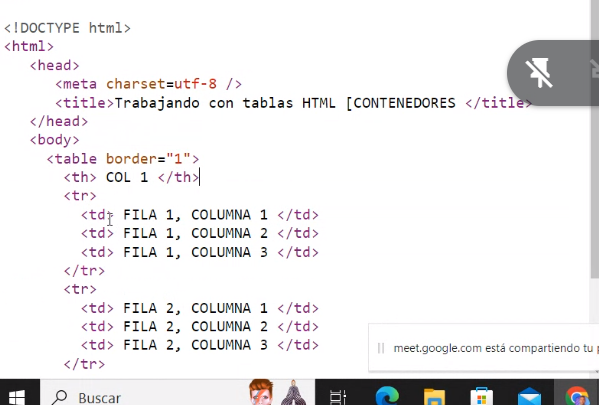 <!DOCTYPE html>
<html>
<head>
<meta charset=utf-8 />
<title>Trabajando con tablas HTML [CONTENEDORES </title>
</head>
<body>
<table border="1">
<th> COL 1 </th>
<tr>
<td> FILA 1, COLUMNA 1 </td>
<td> FILA 1, COLUMNA 2 </td>
<td> FILA 1, COLUMNA 3 </td>
</tr>
<tr>
<td> FILA 2, COLUMNA 1 </td>
<td> FILA 2, COLUMNA 2 </td>
<td> FILA 2, COLUMNA 3 </td>
</tr>
meet.google.com está compartiendo tu
Buscar